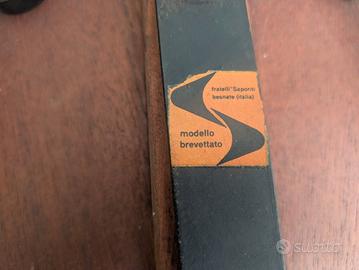 fratelli Saporiti
besnate (italia)
modello
brevettato
subito